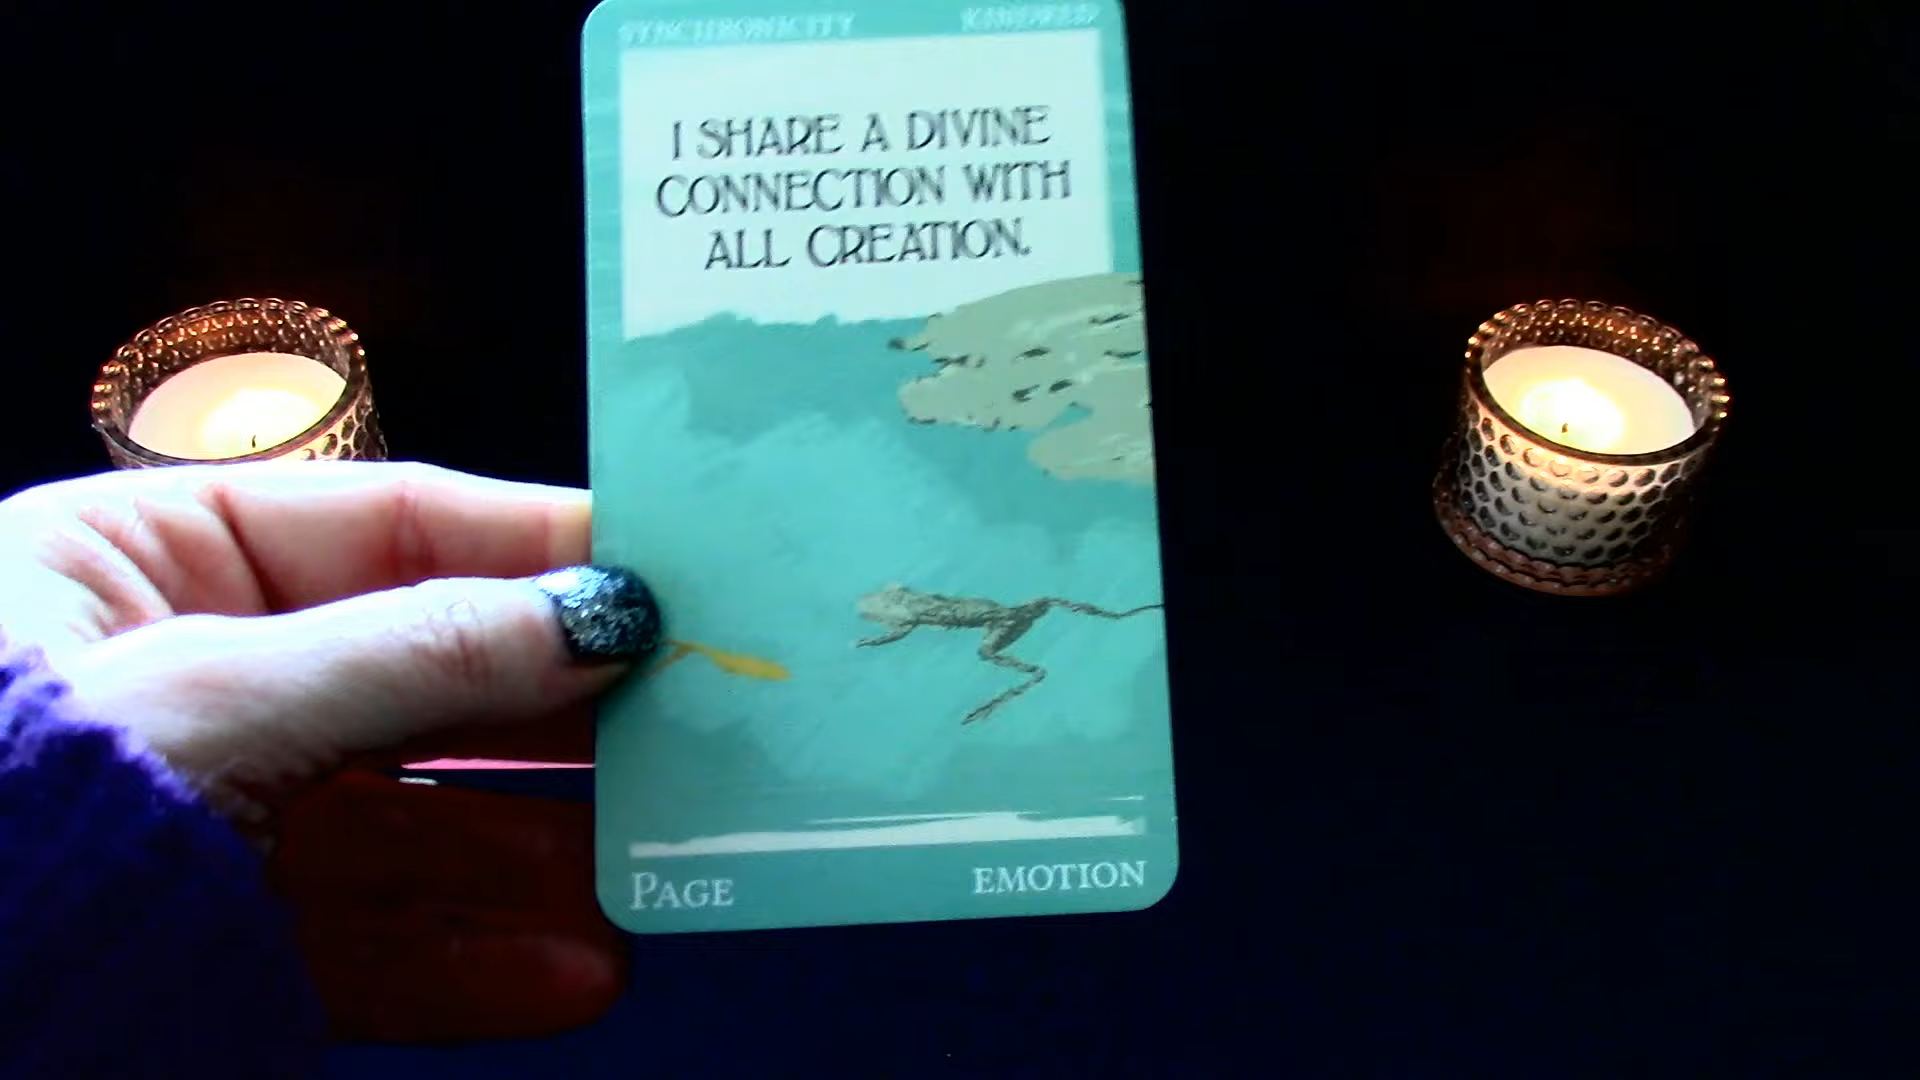 SYNCHRONICITY KINDRED
I SHARE A DIVINE
CONNECTION WITH
ALL CREATION.
PAGE EMOTION